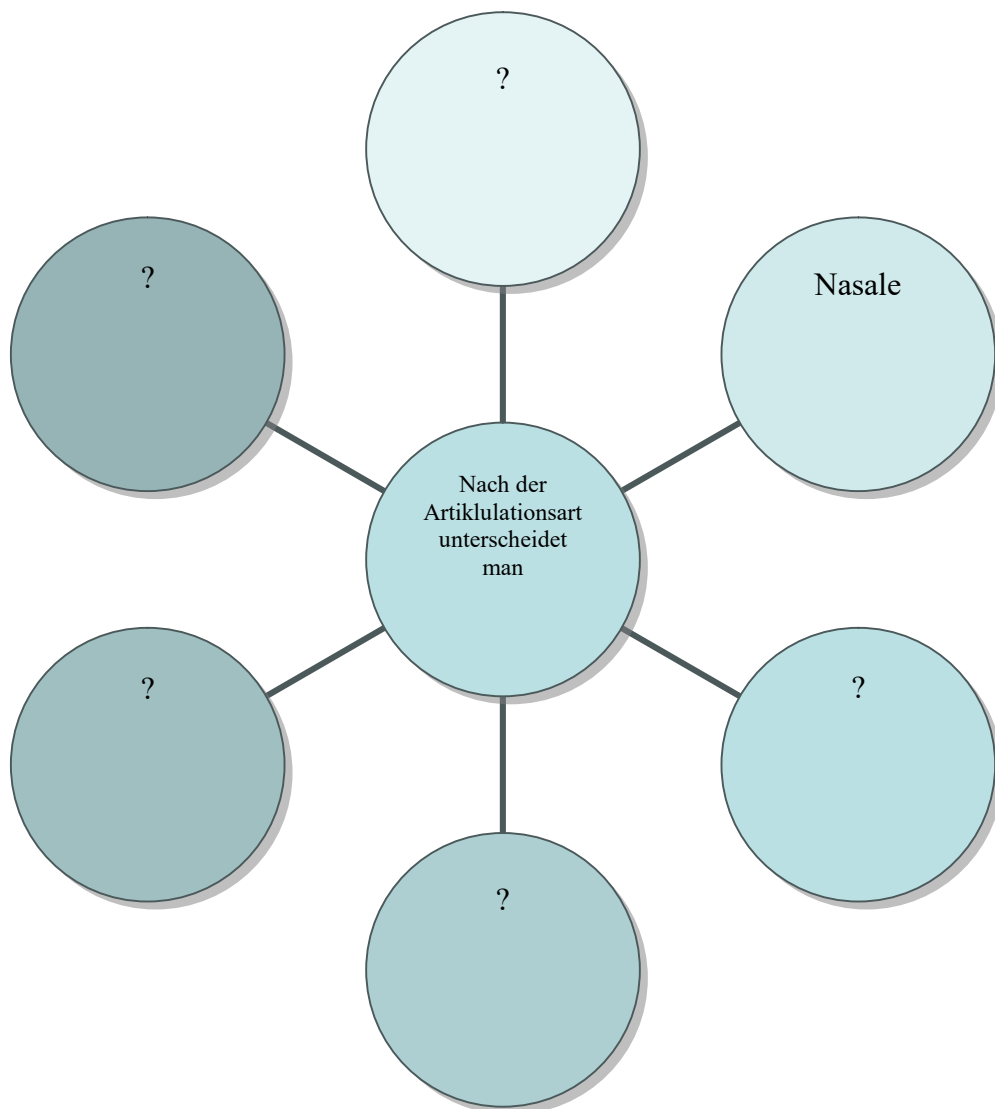 ?
?
Nasale
Nach der
Artiklulationsart
unterscheidet
man
?
?
?